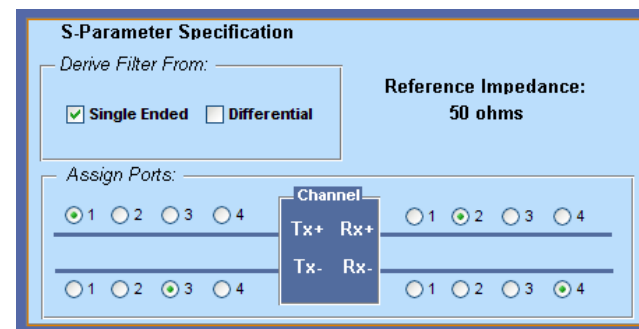 S-Parameter Specification
Derive Filter From:
Single Ended Differential
Reference Impedance:
50 ohms
Assign Ports:
Channel
1 2 3 4 Tx+ Rx+ 1 2 3 4
Tx- Rx-
1 2 3 4 1 2 3 4